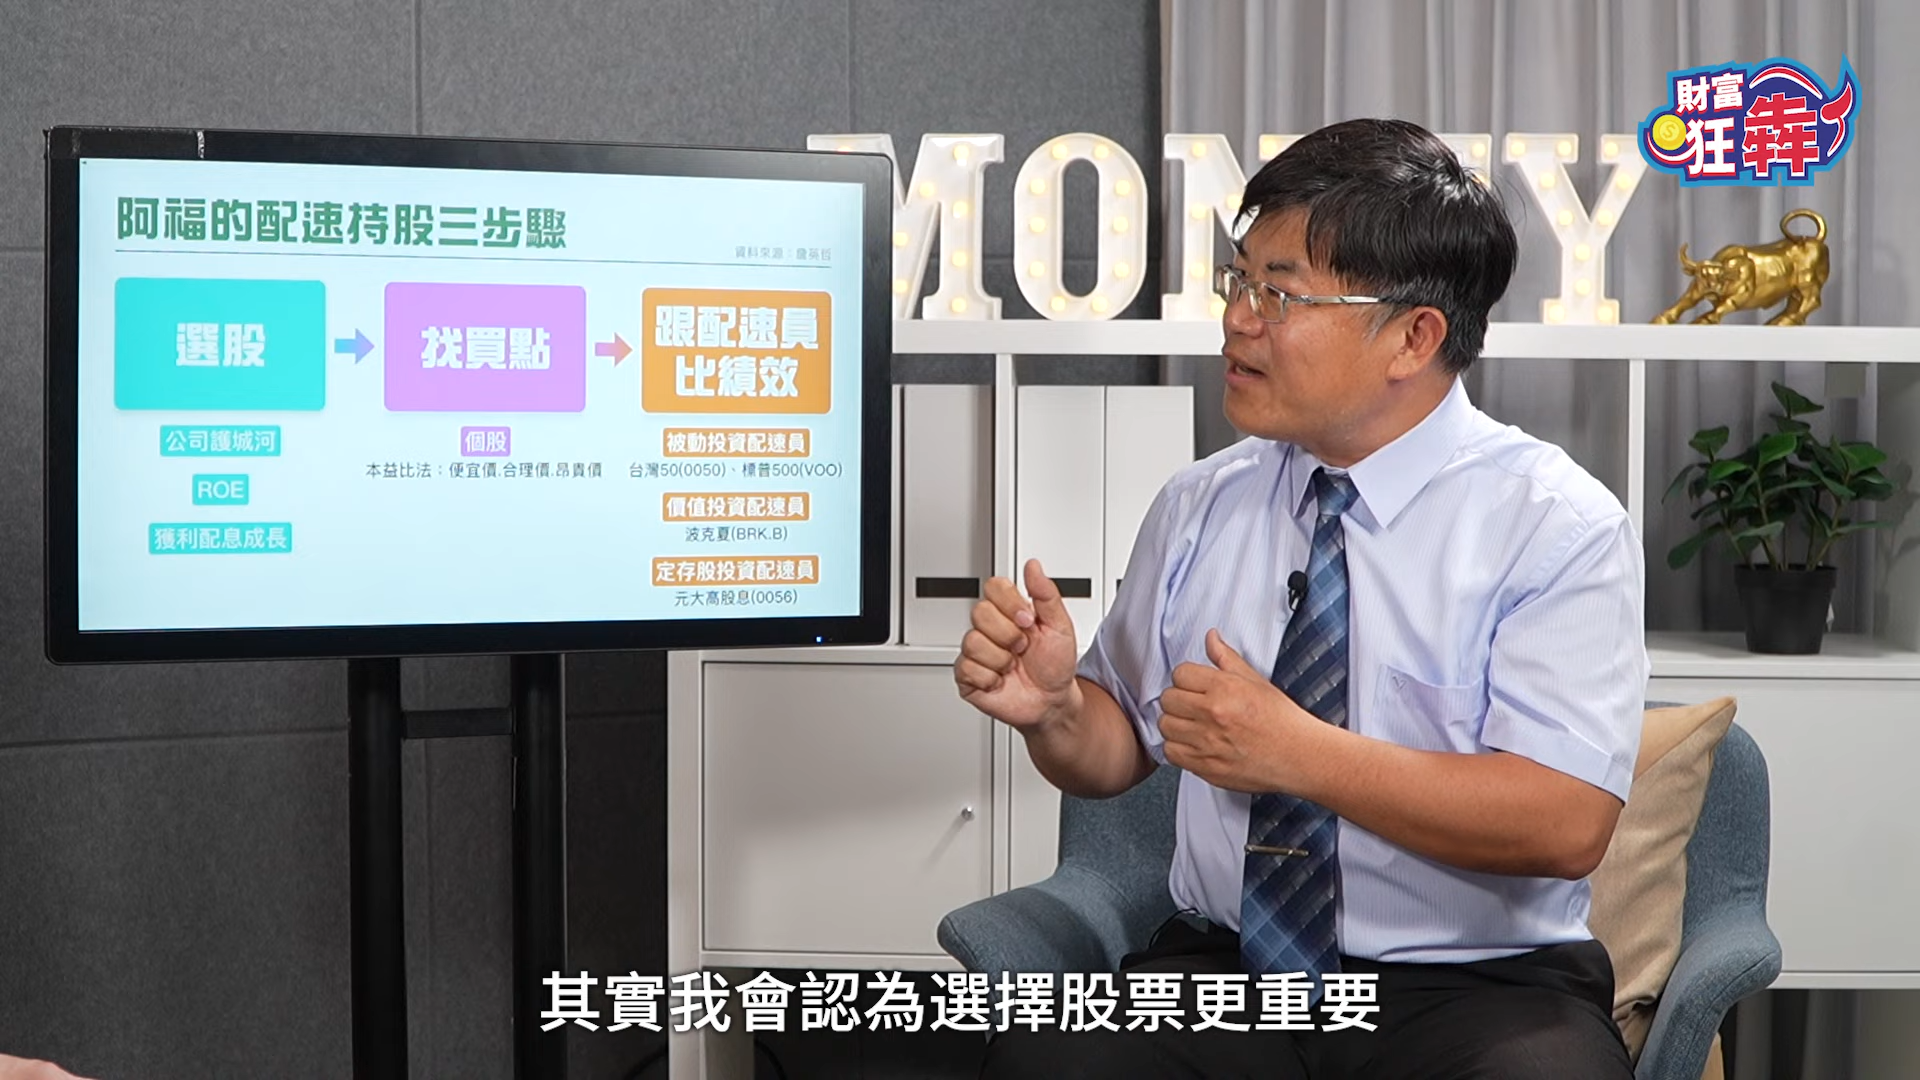 財富
狂犇
MONEY
阿福的配速持股三步驟
資料來源：詹英哲
選股
找買點
跟配速員
比績效
公司護城河
ROE
獲利配息成長
個股
本益比法：便宜價.合理價.昂貴價
被動投資配速員
台灣50(0050)、標普500(VOO)
價值投資配速員
波克夏(BRK.B)
定存股投資配速員
元大高股息(0056)
其實我會認為選擇股票更重要